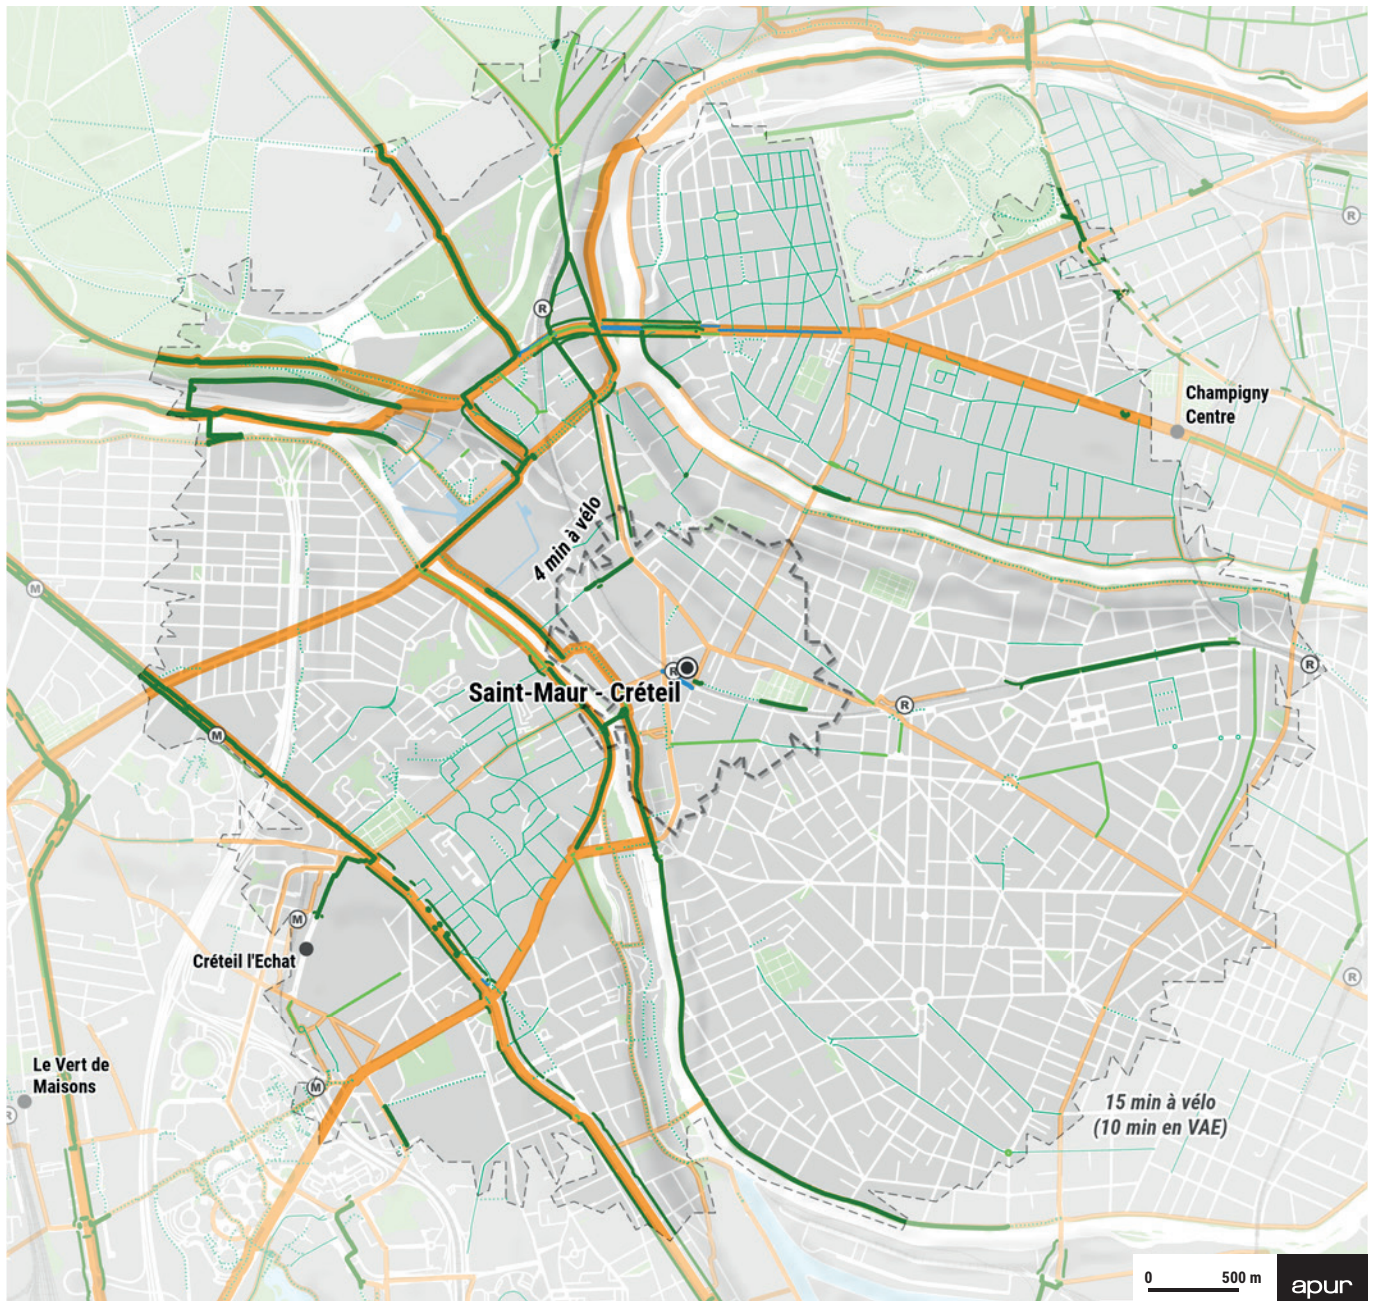 R
R
Champigny
Centre
4 min à vélo
M
R
R
R
Saint-Maur - Créteil
M
M
Créteil l'Echat
R
Le Vert de
Maisons
M
R
15 min à vélo
(10 min en VAE)
0 500 m
apur